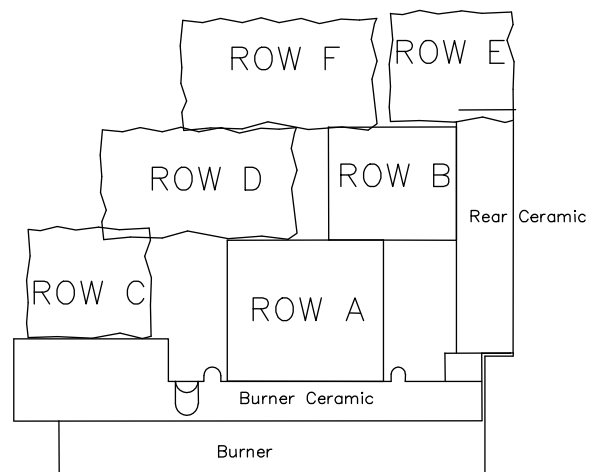 ROW F
ROW E
ROW D
ROW B
Rear Ceramic
ROW C
ROW A
Burner Ceramic
Burner